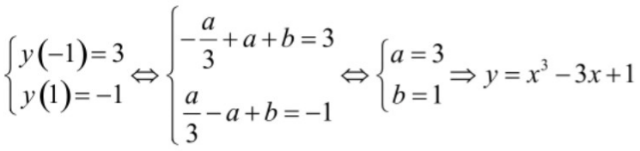 { y(-1)=3 ; y(1)=-1 ⇔ { -a/3+a+b=3 ; a/3-a+b=-1 ⇔ { a=3 ; b=1 ⇒ y=x³-3x+1